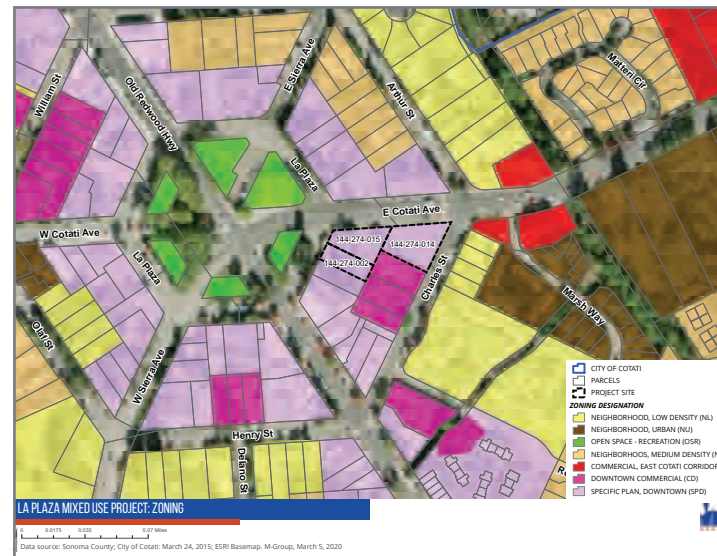 Matteri Cir
E Sierra Ave
William St
Old Redwood Hwy
Arthur St
La Plaza
E Cotati Ave
W Cotati Ave
144-274-015
144-274-014
144-274-002
La Plaza
Charles St
Marsh Way
Olaf St
W Sierra Ave
Henry St
Delano St
CITY OF COTATI
PARCELS
PROJECT SITE
ZONING DESIGNATION
NEIGHBORHOOD, LOW DENSITY (NL)
NEIGHBORHOOD, URBAN (NU)
OPEN SPACE - RECREATION (OSR)
NEIGHBORHOOS, MEDIUM DENSITY (N
COMMERCIAL, EAST COTATI CORRIDOR
DOWNTOWN COMMERCIAL (CD)
SPECIFIC PLAN, DOWNTOWN (SPD)
LA PLAZA MIXED USE PROJECT: ZONING
0 0.0175 0.035 0.07 Miles
Data source: Sonoma County; City of Cotati: March 24, 2015; ESRI Basemap. M-Group, March 5, 2020